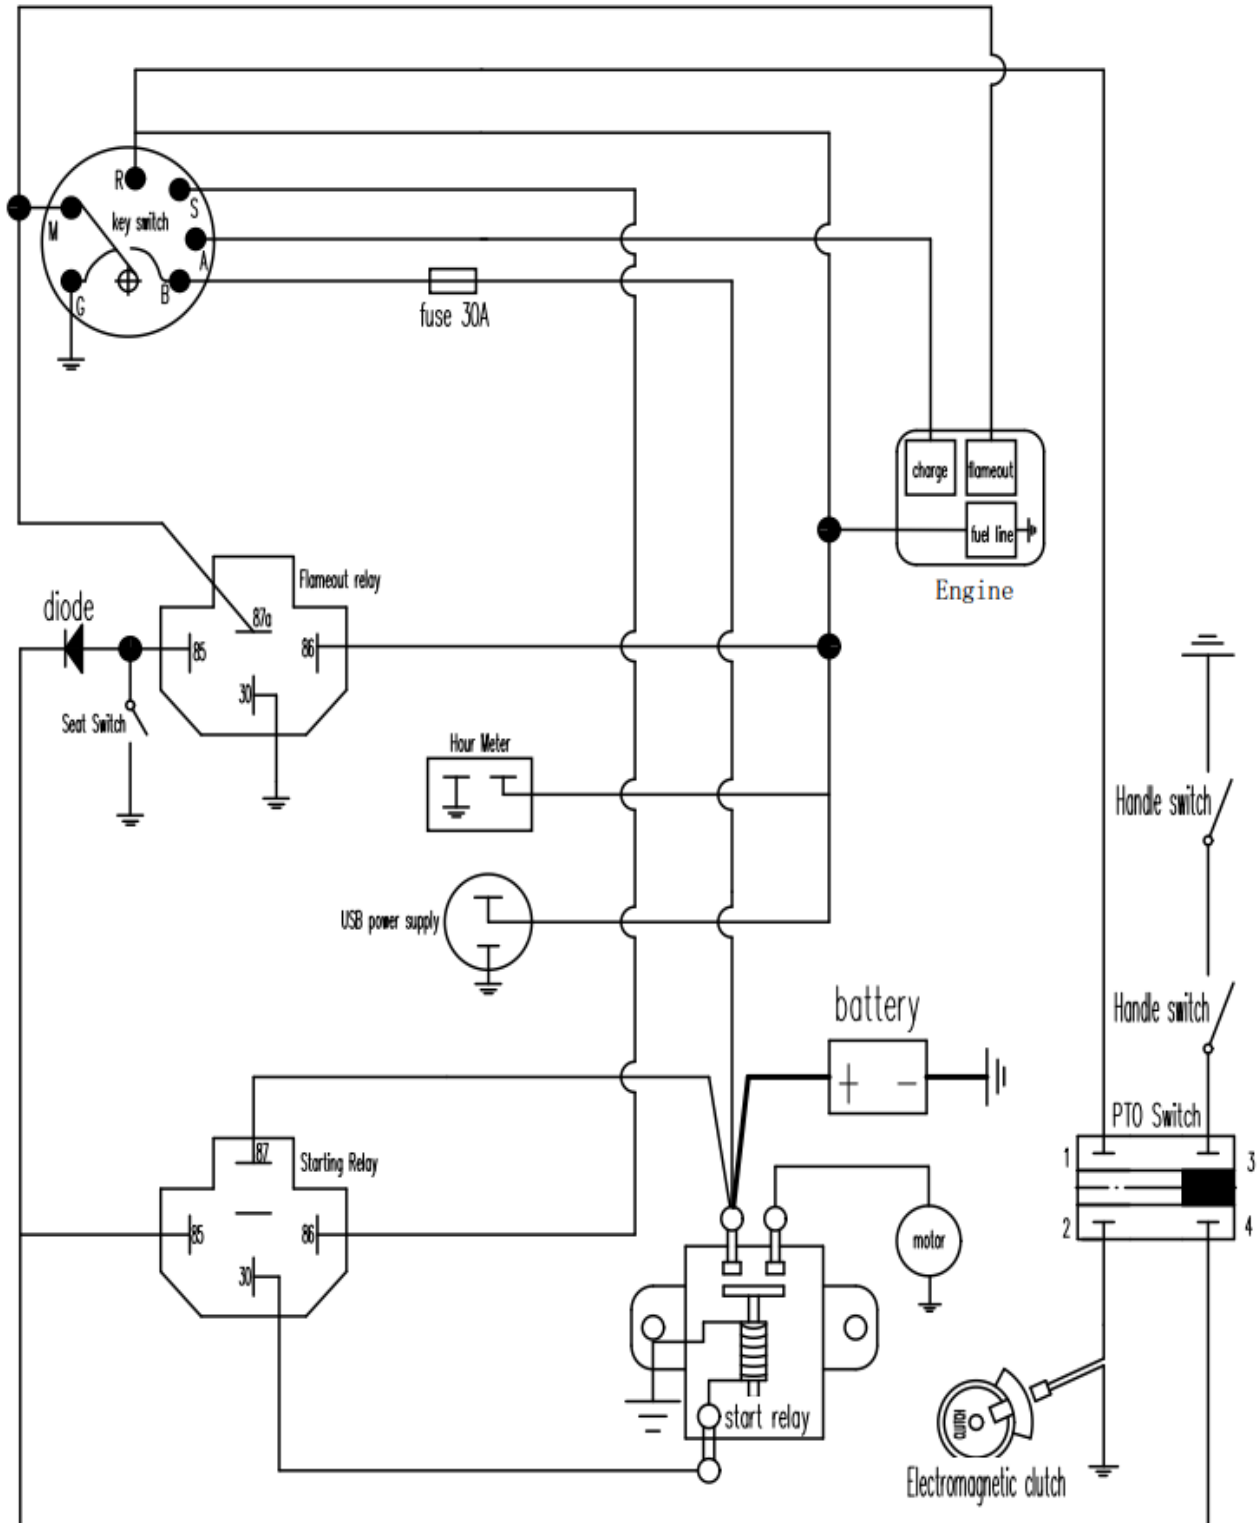 R
S
M
key switch
A
G
B
fuse 30A
charge
flameout
fuel line
Engine
Flameout relay
diode
87a
85
86
30
Seat Switch
Hour Meter
Handle switch
USB power supply
battery
Handle switch
+
-
PTO Switch
87
Starting Relay
1
3
85
86
2
4
30
motor
start relay
CLUTCH
Electromagnetic clutch